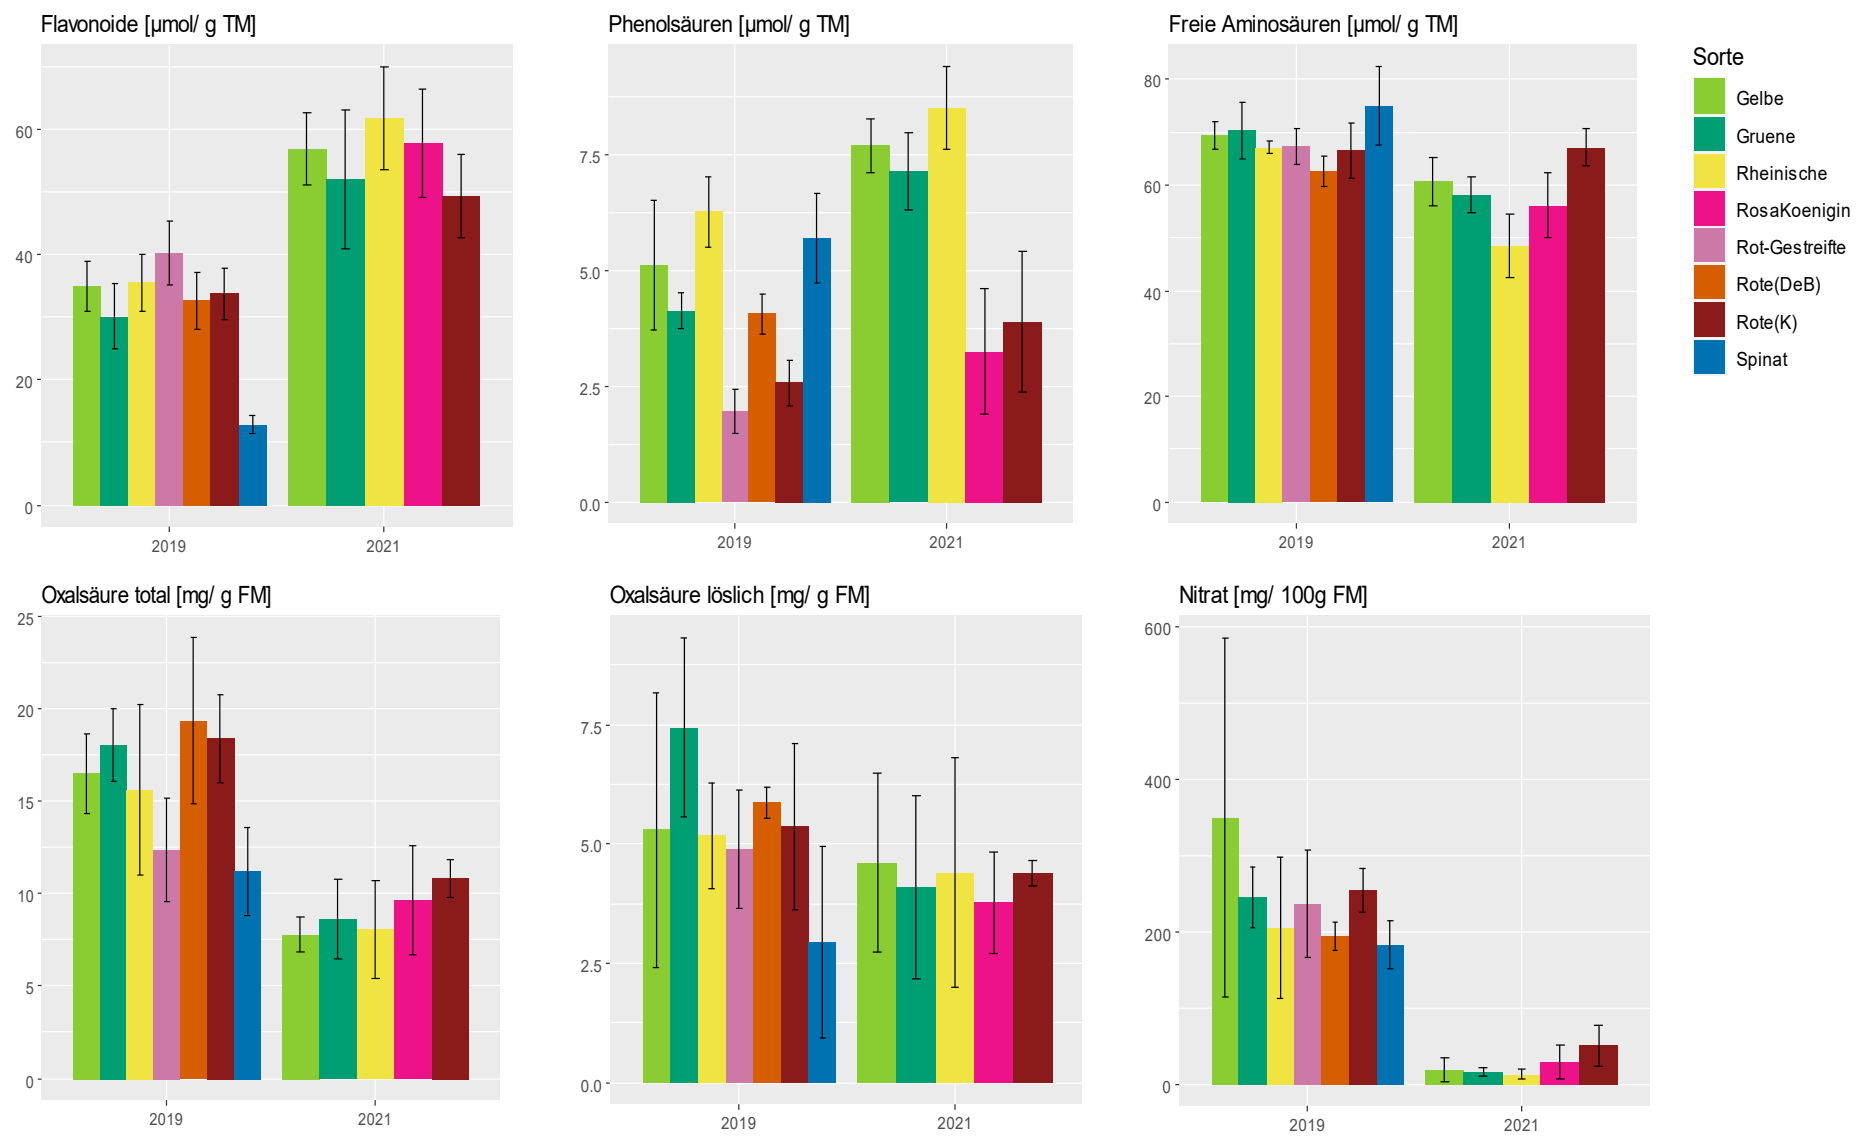 Flavonoide [µmol/ g TM]
60
40
20
0
2019
2021
Phenolsäuren [µmol/ g TM]
7.5
5.0
2.5
0.0
2019
2021
Freie Aminosäuren [µmol/ g TM]
80
60
40
20
0
2019
2021
Sorte
Gelbe
Gruene
Rheinische
RosaKoenigin
Rot-Gestreifte
Rote(DeB)
Rote(K)
Spinat
Oxalsäure total [mg/ g FM]
25
20
15
10
5
0
2019
2021
Oxalsäure löslich [mg/ g FM]
7.5
5.0
2.5
0.0
2019
2021
Nitrat [mg/ 100g FM]
600
400
200
0
2019
2021